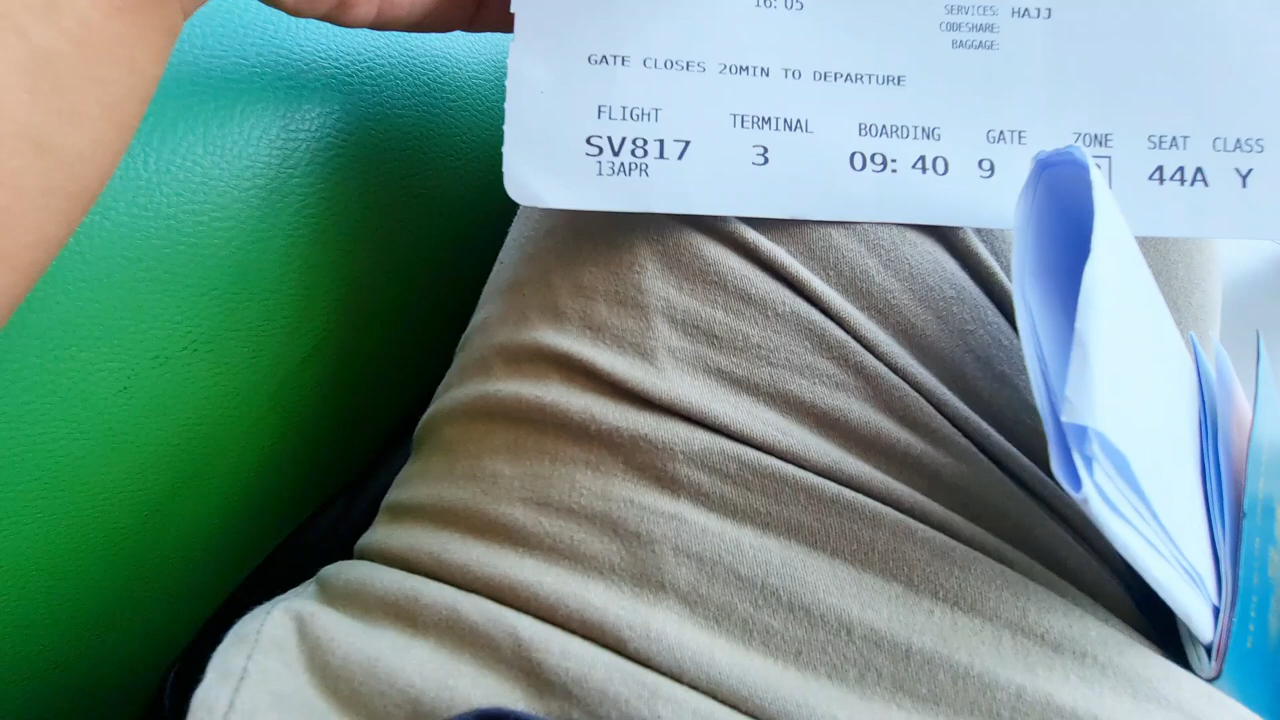 16:05
SERVICES: HAJJ
CODESHARE:
BAGGAGE:
GATE CLOSES 20MIN TO DEPARTURE
FLIGHT TERMINAL BOARDING GATE ZONE SEAT CLASS
SV817 3 09:40 9 44A Y
13APR